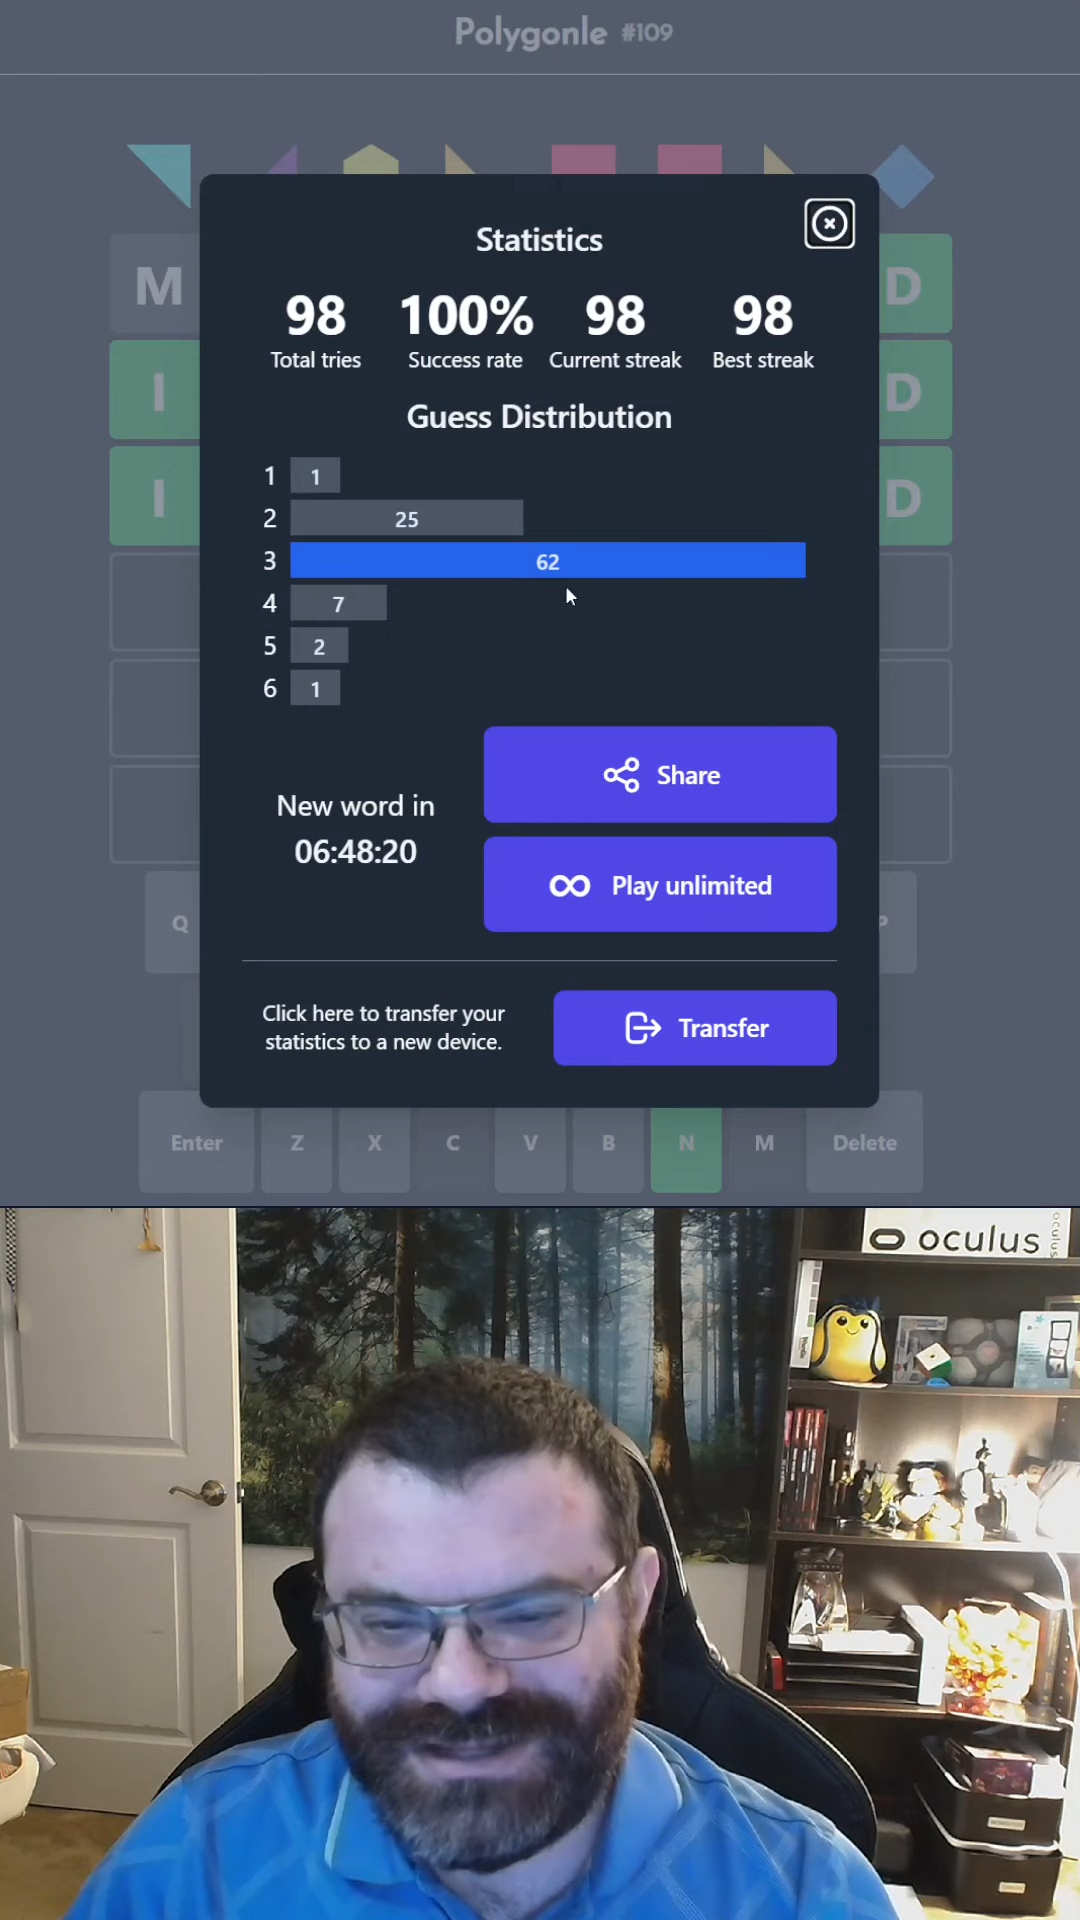 Polygonle #109
Statistics
98 100% 98 98
Total tries Success rate Current streak Best streak
Guess Distribution
1 1
2 25
3 62
4 7
5 2
6 1
M D
I D
I D
Share
New word in
06:48:20
Play unlimited
Q P
Click here to transfer your
statistics to a new device.
Transfer
Enter Z X C V B N M Delete
oculus
oculus